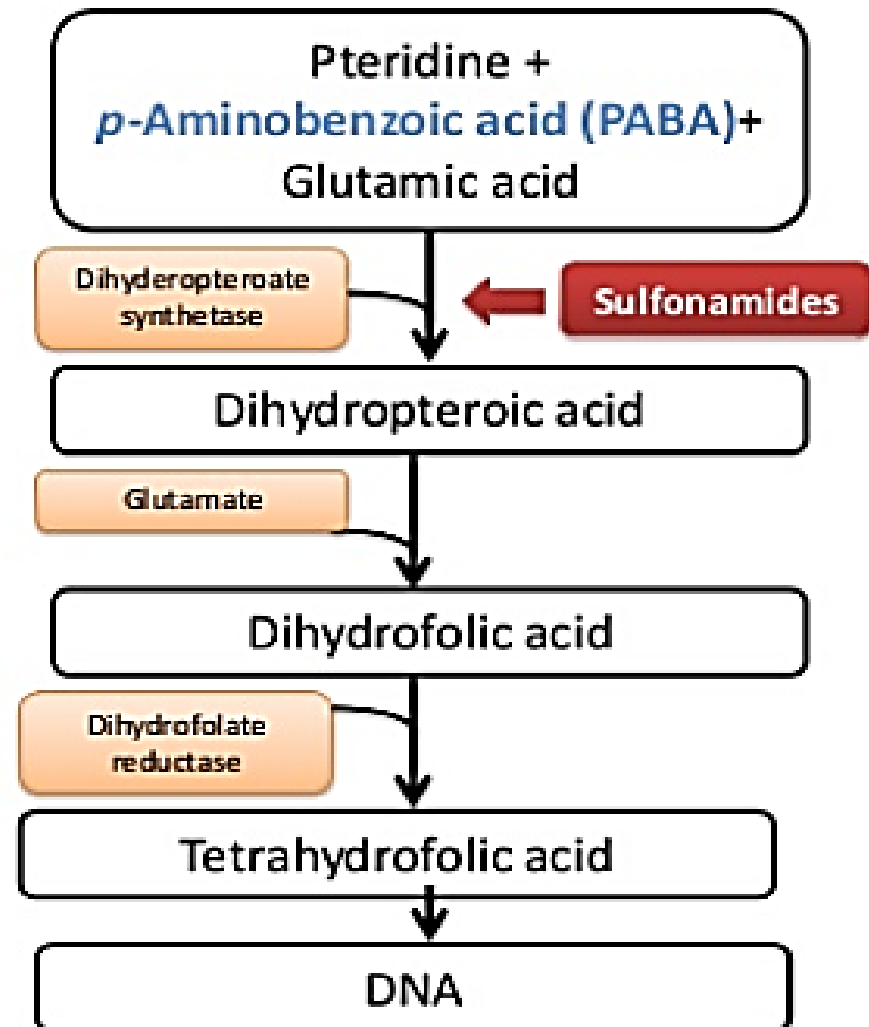 Pteridine +
p-Aminobenzoic acid (PABA)+
Glutamic acid
Dihyderopteroate
synthetase
Sulfonamides
Dihydropteroic acid
Glutamate
Dihydrofolic acid
Dihydrofolate
reductase
Tetrahydrofolic acid
DNA